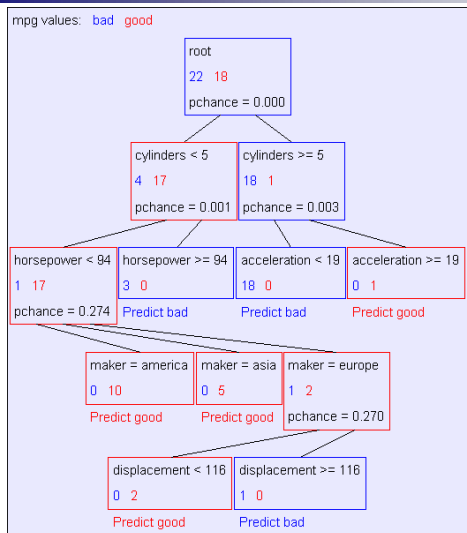 mpg values: bad good
root
22 18
pchance = 0.000
cylinders < 5
4 17
pchance = 0.001
cylinders >= 5
18 1
pchance = 0.003
horsepower < 94
1 17
pchance = 0.274
horsepower >= 94
3 0
Predict bad
acceleration < 19
18 0
Predict bad
acceleration >= 19
0 1
Predict good
maker = america
0 10
Predict good
maker = asia
0 5
Predict good
maker = europe
1 2
pchance = 0.270
displacement < 116
0 2
Predict good
displacement >= 116
1 0
Predict bad